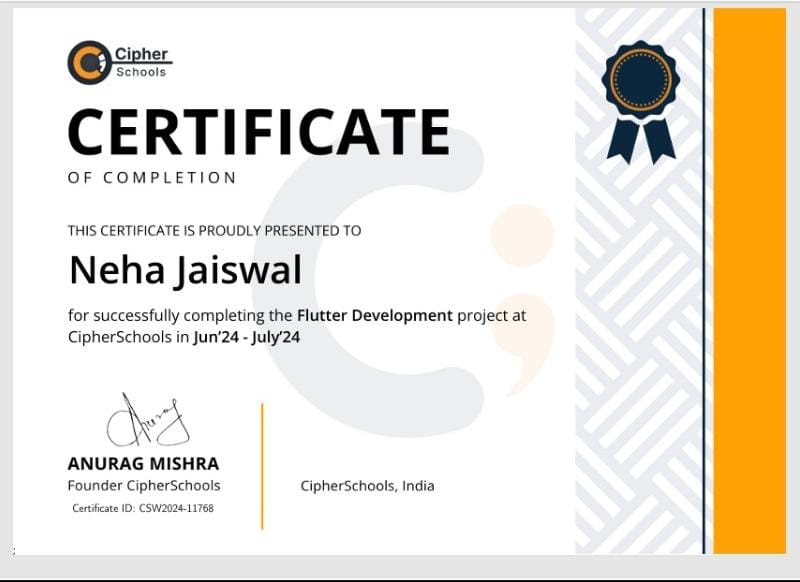 Cipher
Schools
CERTIFICATE
OF COMPLETION
THIS CERTIFICATE IS PROUDLY PRESENTED TO
Neha Jaiswal
for successfully completing the Flutter Development project at
CipherSchools in Jun’24 - July’24
Anurag
ANURAG MISHRA
Founder CipherSchools
CipherSchools, India
Certificate ID: CSW2024-11768